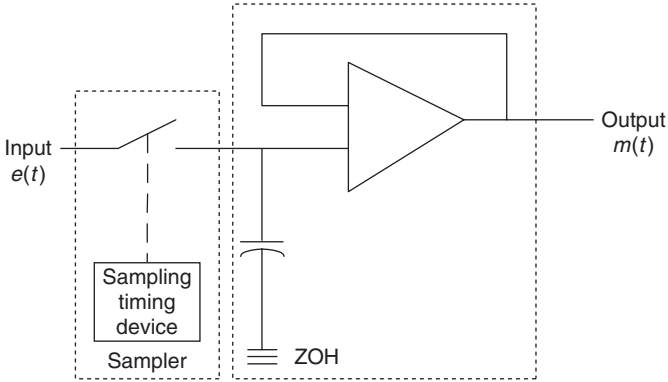 Input
e(t)
Sampling
timing
device
Sampler
ZOH
Output
m(t)